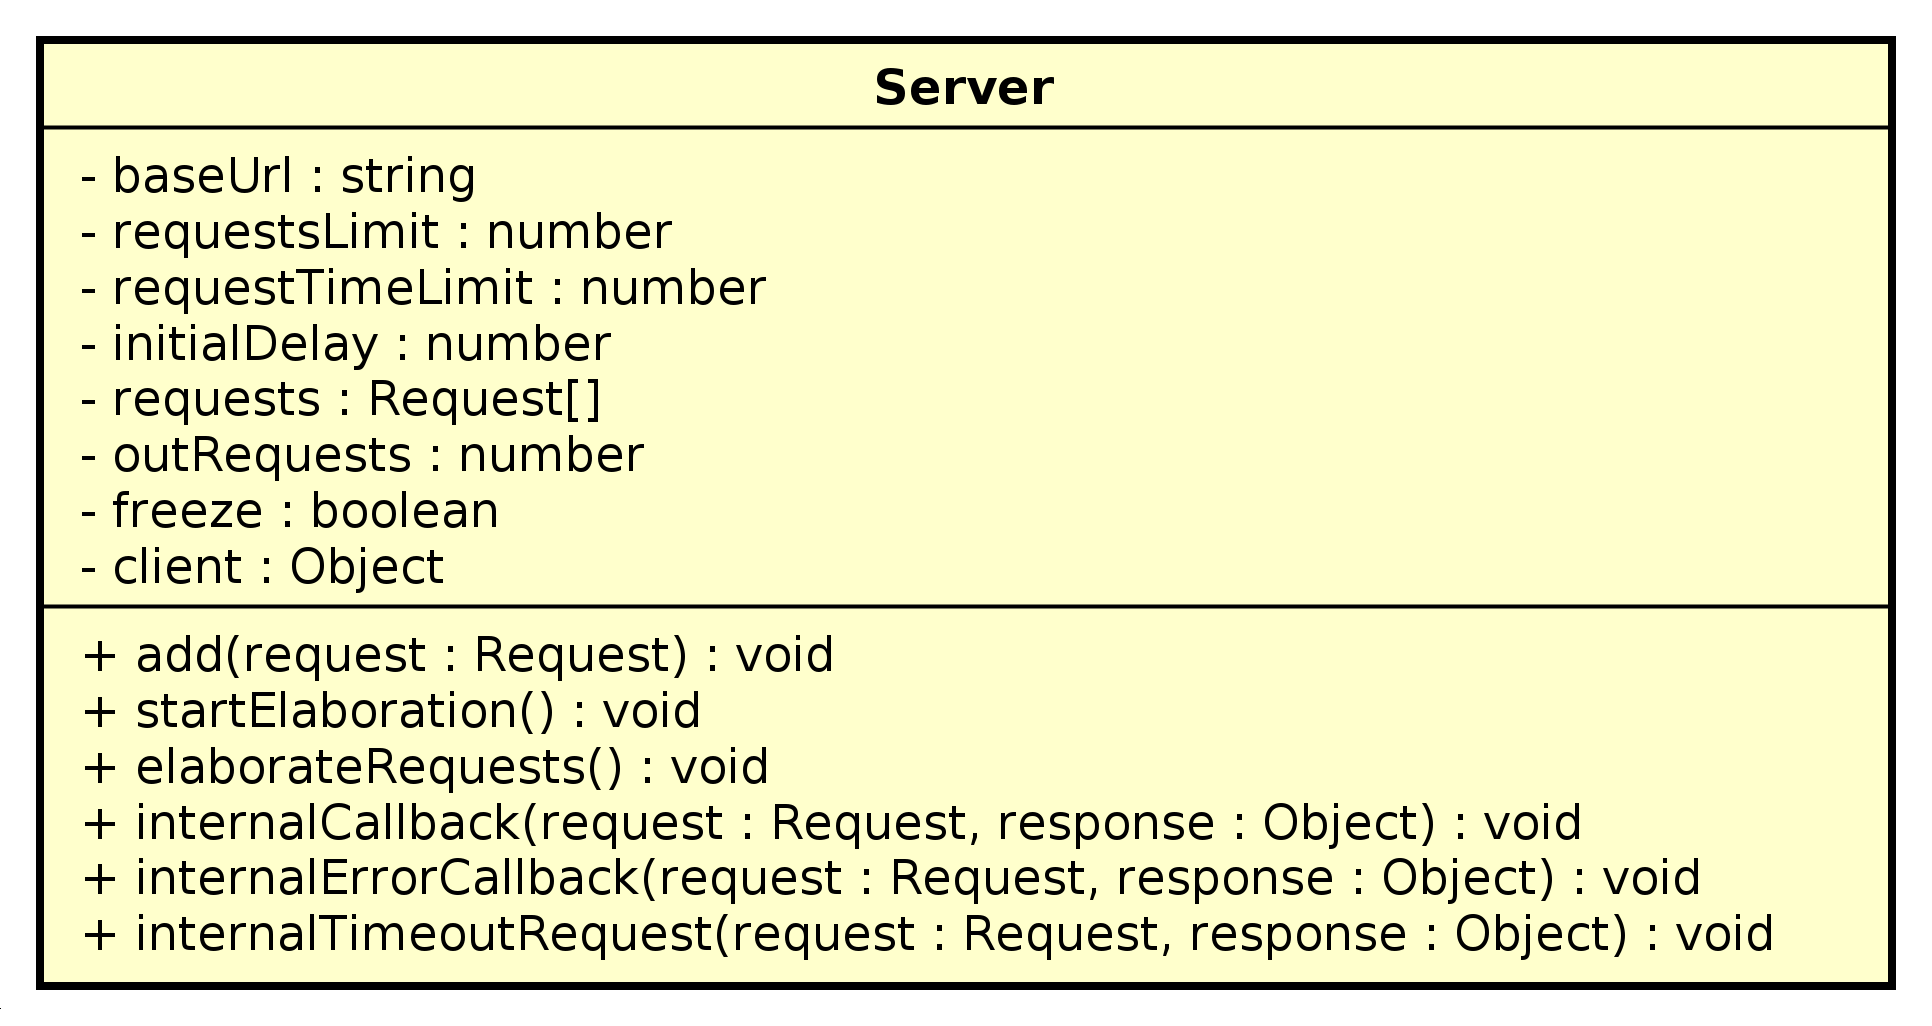 Server
- baseUrl : string
- requestsLimit : number
- requestTimeLimit : number
- initialDelay : number
- requests : Request[]
- outRequests : number
- freeze : boolean
- client : Object
+ add(request : Request) : void
+ startElaboration() : void
+ elaborateRequests() : void
+ internalCallback(request : Request, response : Object) : void
+ internalErrorCallback(request : Request, response : Object) : void
+ internalTimeoutRequest(request : Request, response : Object) : void